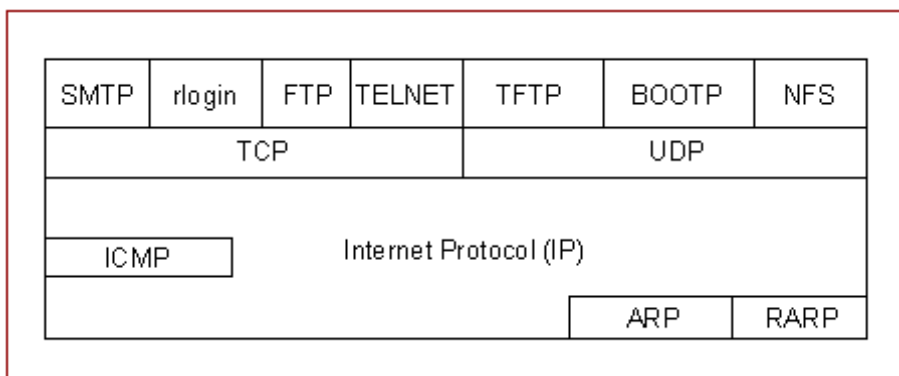 SMTP rlogin FTP TELNET TFTP BOOTP NFS
TCP UDP
Internet Protocol (IP)
ICMP
ARP RARP